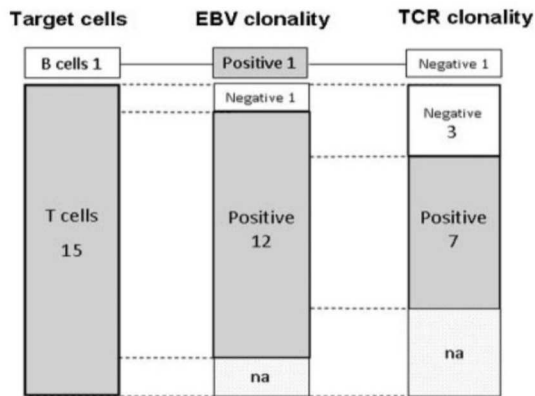 Target cells EBV clonality TCR clonality
B cells 1 Positive 1 Negative 1
Negative 1
Negative
3
T cells
15
Positive
12
Positive
7
na
na